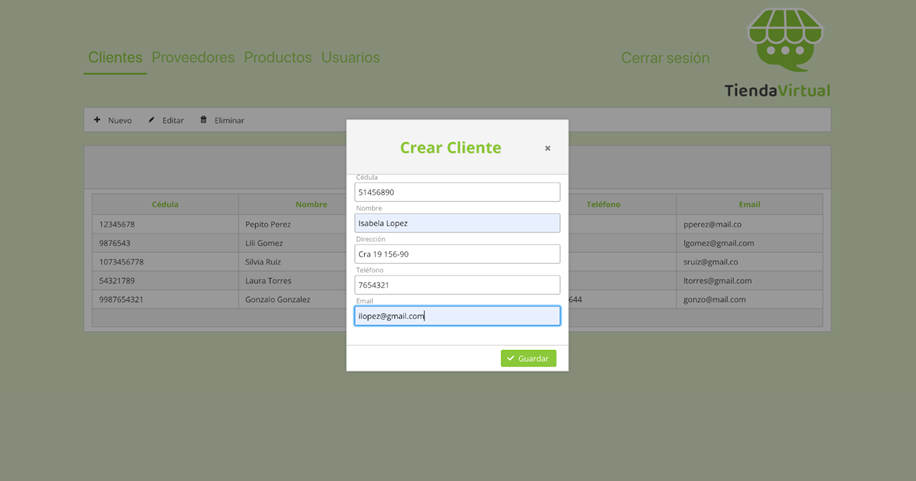 Clientes Proveedores Productos Usuarios Cerrar sesión
TiendaVirtual
Nuevo Editar Eliminar
Crear Cliente ×
Cédula
51456890
Nombre
Isabela Lopez
Dirección
Cra 19 156-90
Teléfono
7654321
Email
ilopez@gmail.com
Guardar
Cédula Nombre Teléfono Email
12345678 Pepito Perez pperez@mail.co
9876543 Lili Gomez lgomez@gmail.com
1073456778 Silvia Ruiz sruiz@gmail.co
54321789 Laura Torres ltorres@gmail.com
9987654321 Gonzalo Gonzalez 644 gonzo@mail.com